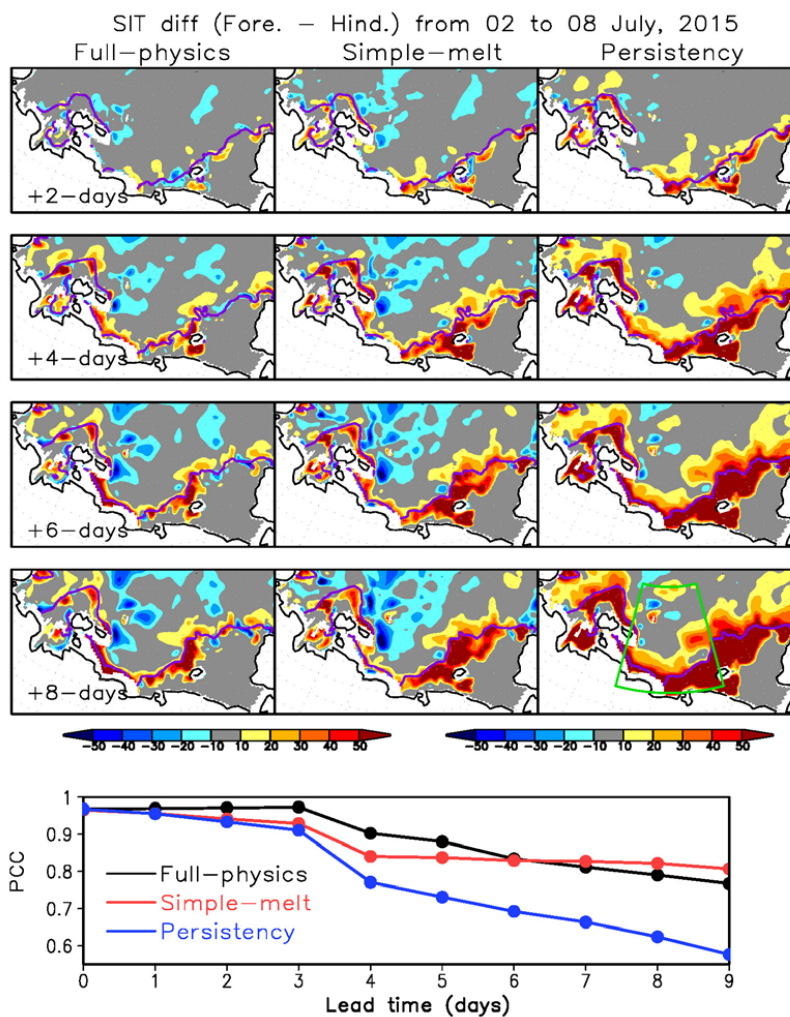 SIT diff (Fore. − Hind.) from 02 to 08 July, 2015
Full−physics Simple−melt Persistency
+2−days
+4−days
+6−days
+8−days
−50 −40 −30 −20 −10 10 20 30 40 50 −50 −40 −30 −20 −10 10 20 30 40 50
1
0.9
0.8
0.7
0.6
PCC
Full−physics
Simple−melt
Persistency
0 1 2 3 4 5 6 7 8 9
Lead time (days)